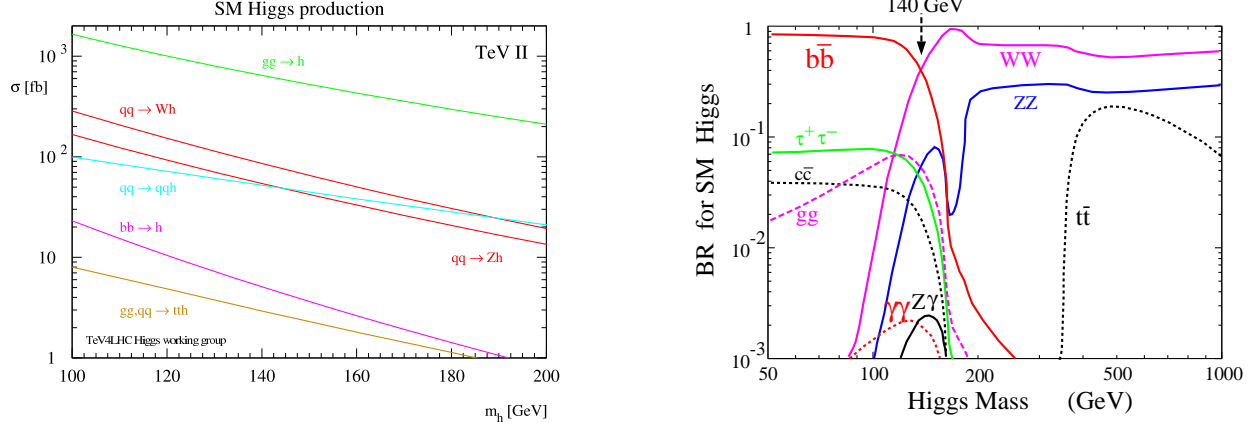 SM Higgs production
TeV II
σ [fb]
10³
10²
10
1
gg → h
qq → Wh
qq → qqh
bb → h
qq → Zh
gg,qq → tth
TeV4LHC Higgs working group
100 120 140 160 180 200
m_h [GeV]
140 GeV
BR for SM Higgs
1
10⁻¹
10⁻²
10⁻³
bb̄
WW
ZZ
τ⁺τ⁻
cc̄
gg
tt̄
γγ
Zγ
50 100 200 500 1000
Higgs Mass (GeV)